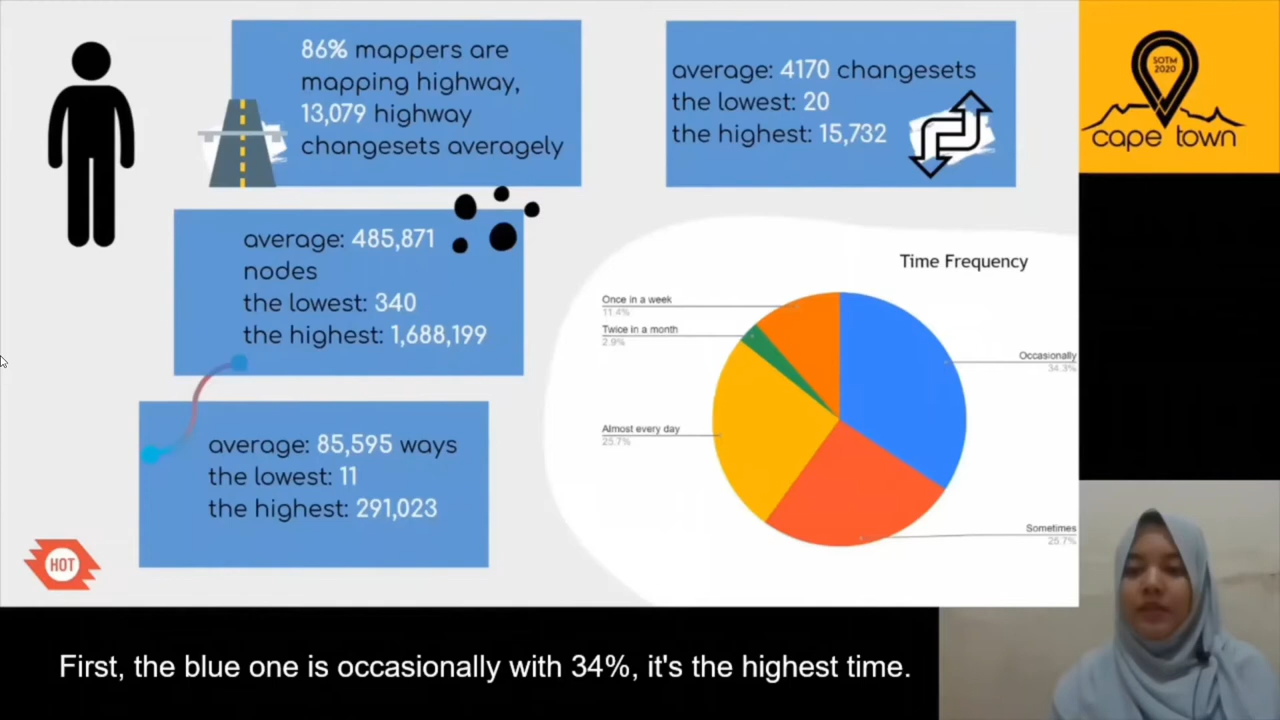 86% mappers are
mapping highway,
13,079 highway
changesets averagely
average: 4170 changesets
the lowest: 20
the highest: 15,732
SOTM
2020
cape town
average: 485,871
nodes
the lowest: 340
the highest: 1,688,199
Time Frequency
Once in a week
11.4%
Twice in a month
2.9%
Occasionally
34.3%
Almost every day
25.7%
Sometimes
25.7%
average: 85,595 ways
the lowest: 11
the highest: 291,023
HOT
First, the blue one is occasionally with 34%, it's the highest time.